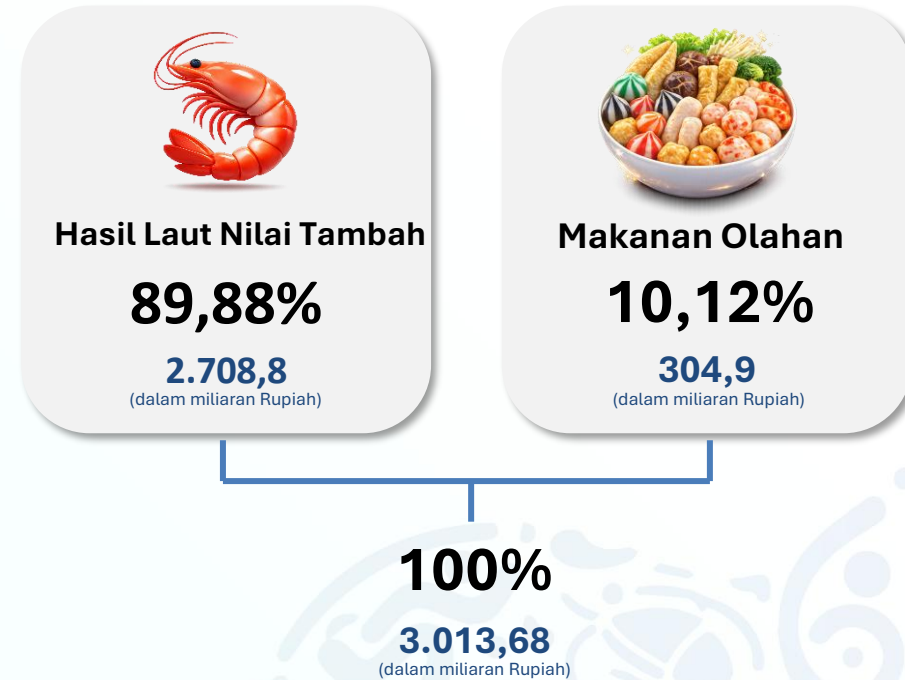 Hasil Laut Nilai Tambah
89,88%
2.708,8
(dalam miliaran Rupiah)
Makanan Olahan
10,12%
304,9
(dalam miliaran Rupiah)
100%
3.013,68
(dalam miliaran Rupiah)